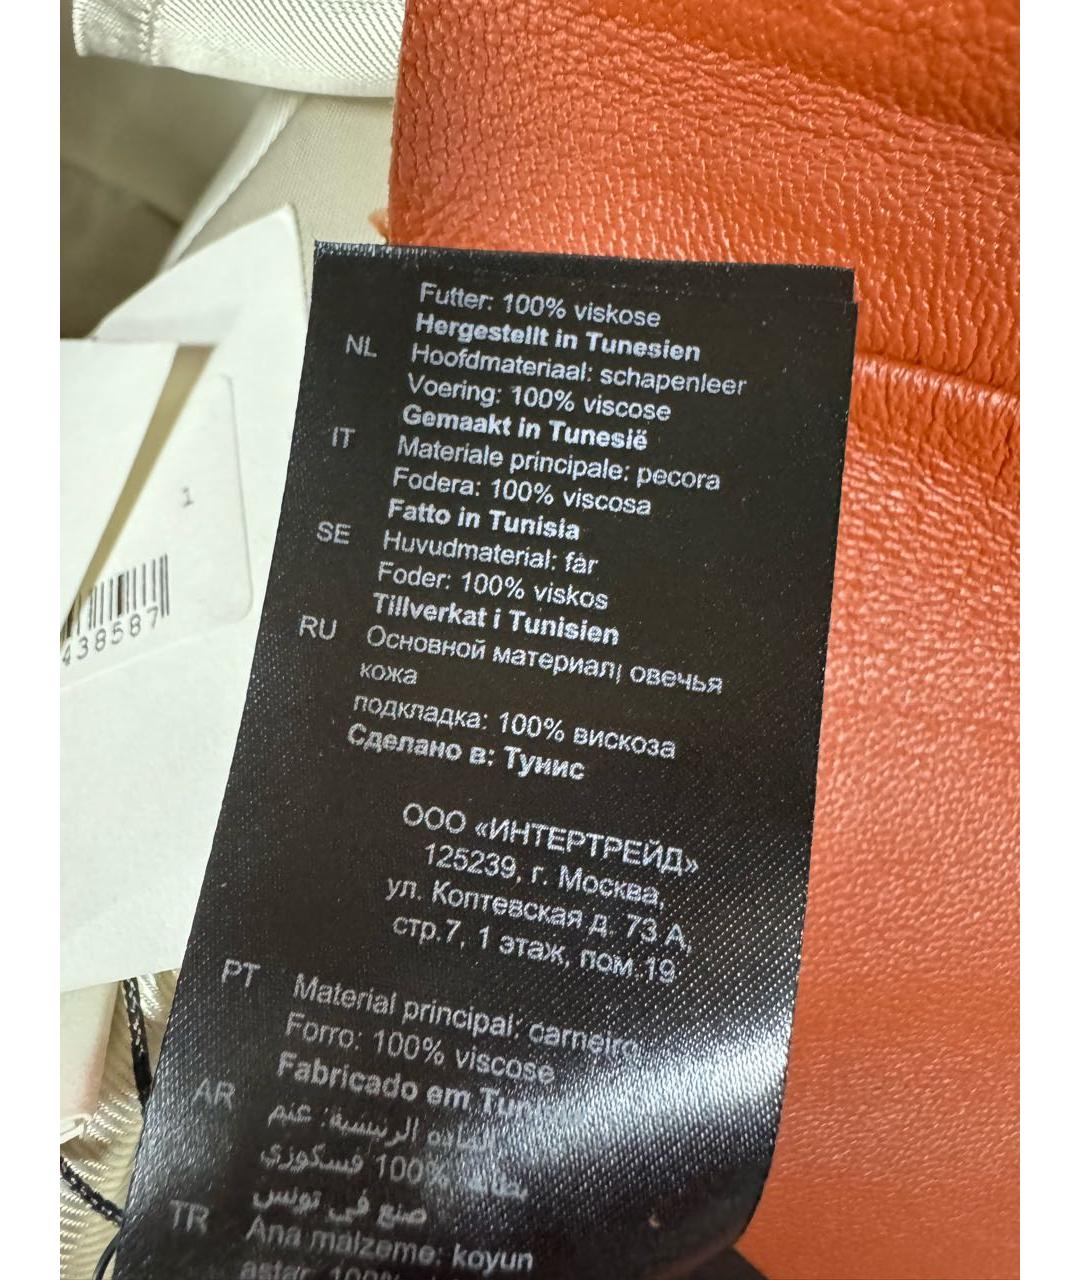 Futter: 100% viskose
Hergestellt in Tunesien
NL Hoofdmateriaal: schapenleer
Voering: 100% viscose
Gemaakt in Tunesië
IT Materiale principale: pecora
Fodera: 100% viscosa
Fatto in Tunisia
SE Huvudmaterial: får
Foder: 100% viskos
Tillverkat i Tunisien
RU Основной материал| овечья
кожа
подкладка: 100% вискоза
Сделано в: Тунис
ООО «ИНТЕРТРЕЙД»
125239, г. Москва,
ул. Коптевская д. 73 А,
стр.7, 1 этаж, пом.19
PT Material principal: carneiro
Forro: 100% viscose
Fabricado em
AR الرئيسية: غنم
100% فسكوزي
صنع في تونس
TR Ana malzeme: koyun
astar 100%
1
438587